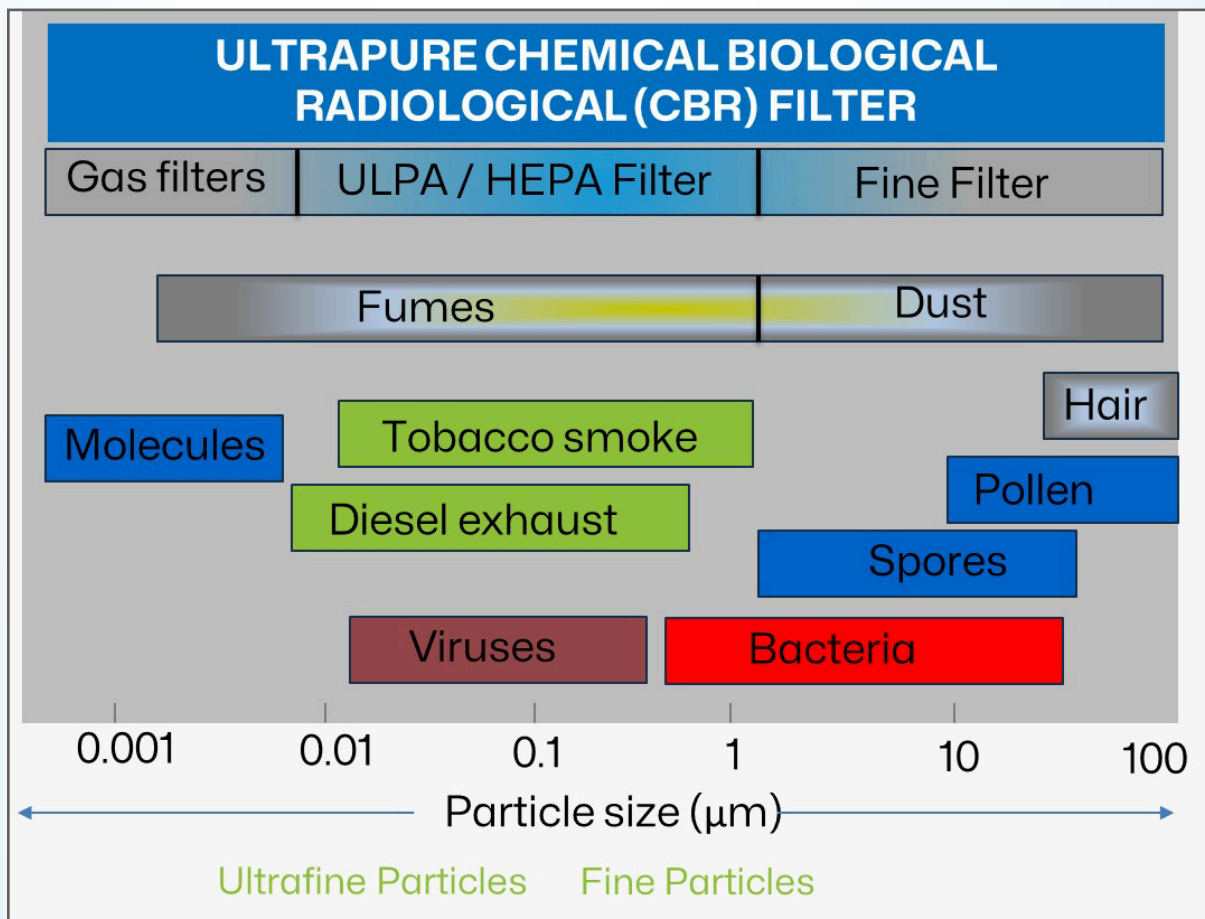 ULTRAPURE CHEMICAL BIOLOGICAL
RADIOLOGICAL (CBR) FILTER
Gas filters
ULPA / HEPA Filter
Fine Filter
Fumes
Dust
Hair
Molecules
Tobacco smoke
Pollen
Diesel exhaust
Spores
Viruses
Bacteria
0.001
0.01
0.1
1
10
100
Particle size (μm)
Ultrafine Particles
Fine Particles